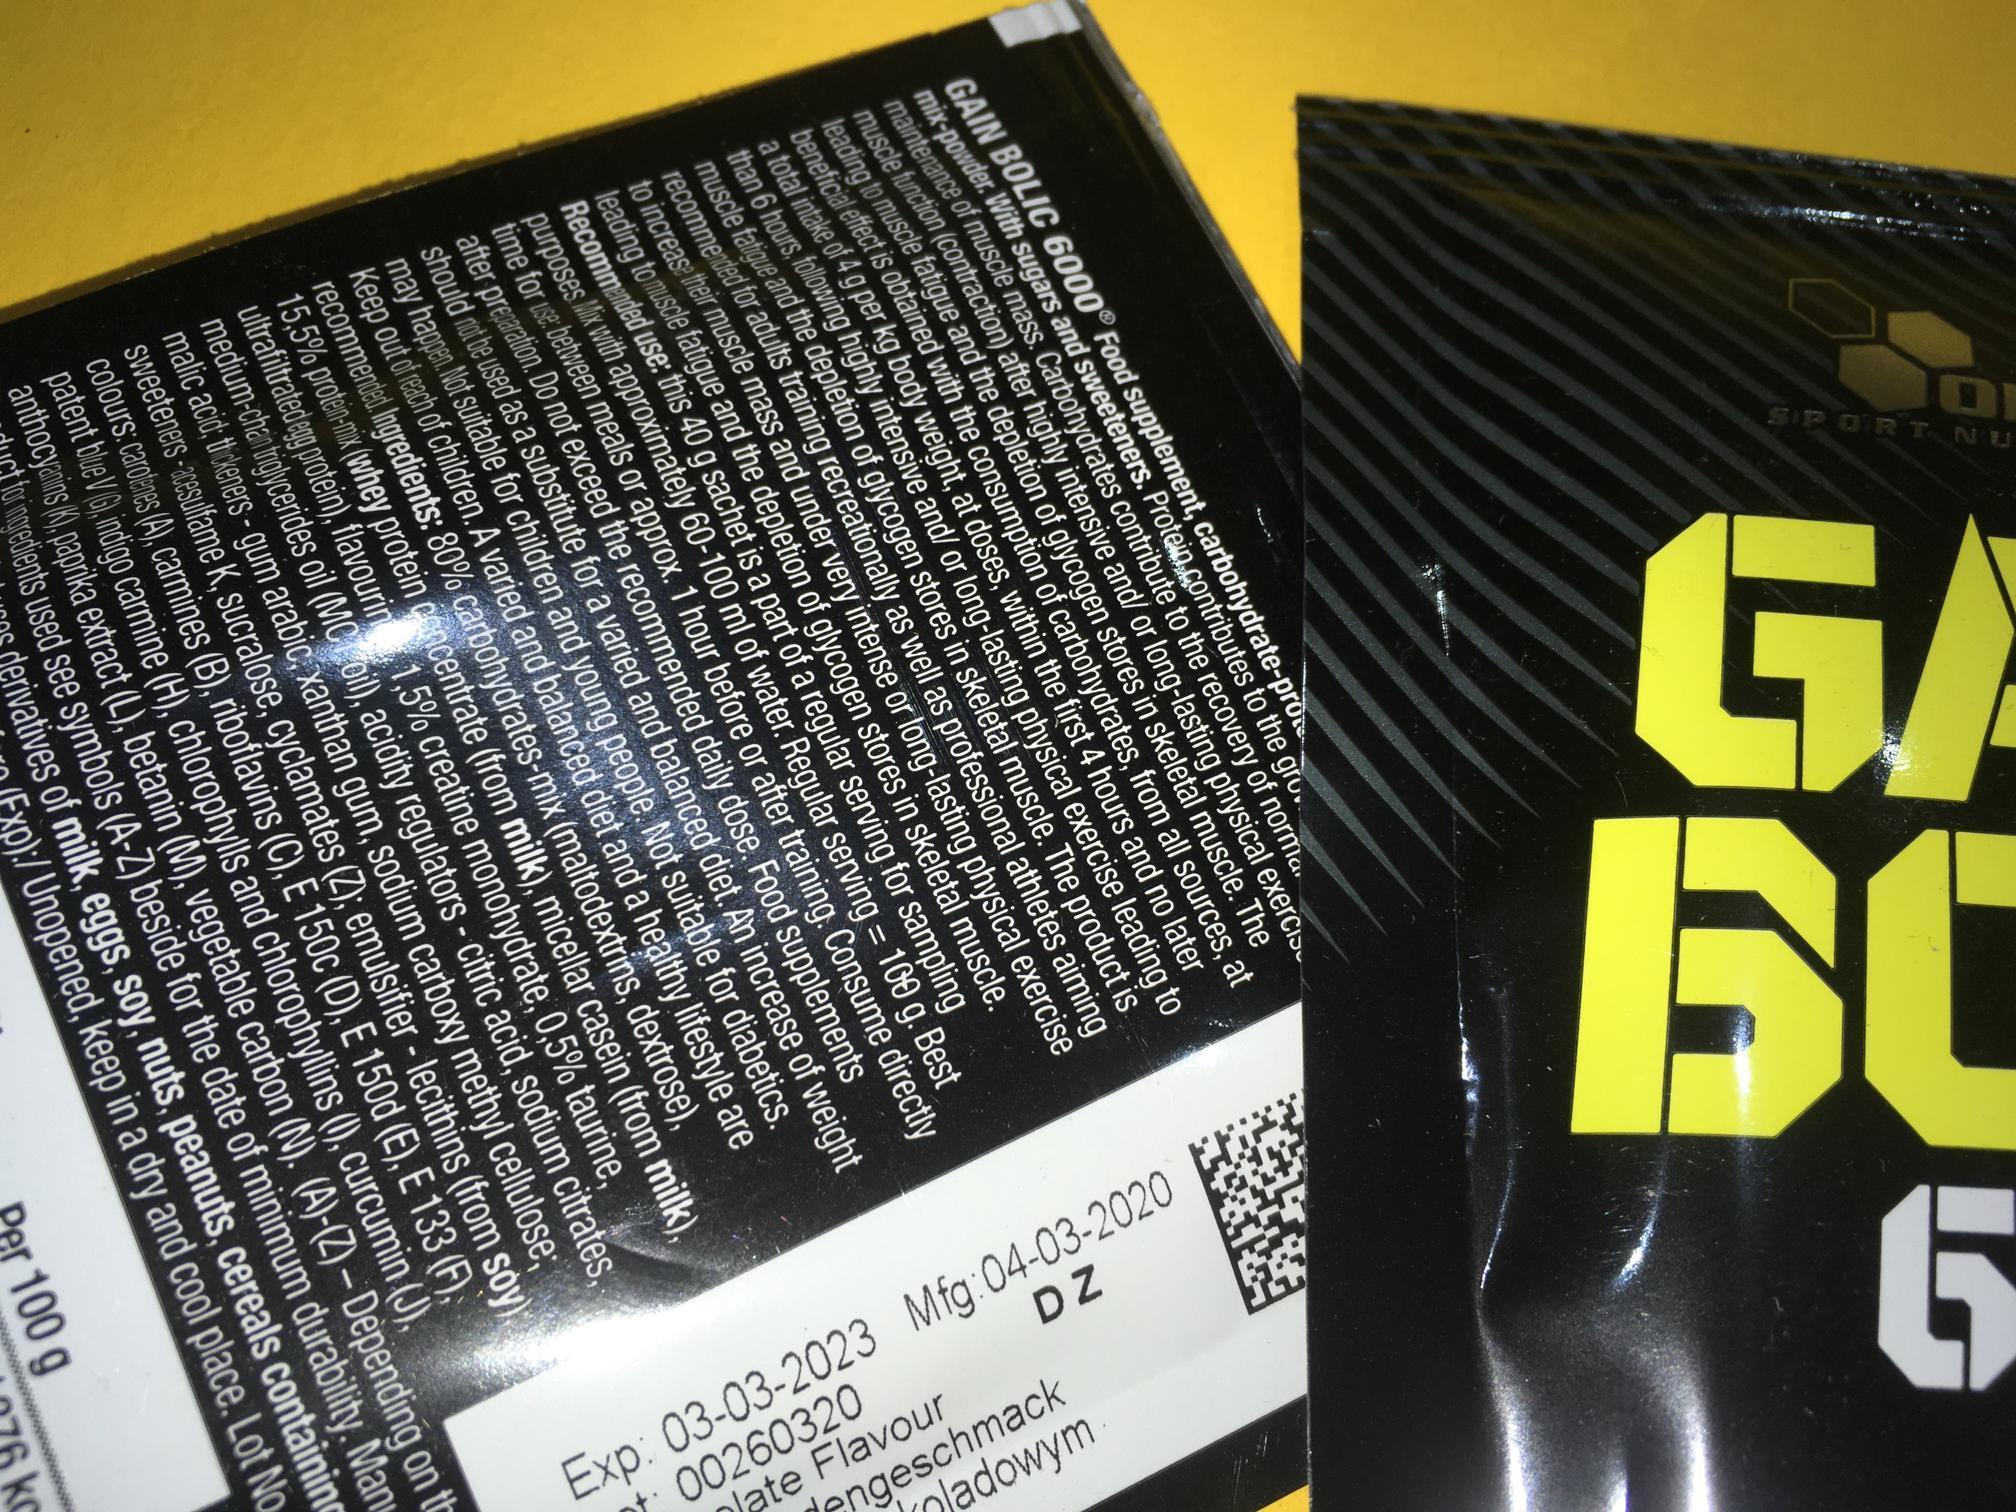 GAIN BOLIC 6000® Food supplement, carbohydrate-prote
mix-powder. With sugars and sweeteners. Protein contributes to the gro
maintenance of muscle mass. Carbohydrates contribute to the recovery of normal
muscle function (contraction) after highly intensive and/ or long-lasting physical exercise
leading to muscle fatigue and the depletion of glycogen stores in skeletal muscle. The
beneficial effect is obtained with the consumption of carbohydrates, from all sources, at
a total intake of 4 g per kg body weight, at doses, within the first 4 hours and no later
than 6 hours, following highly intensive and/ or long-lasting physical exercise leading to
muscle fatigue and the depletion of glycogen stores in skeletal muscle. The product is
recommended for adults training recreationally as well as professional athletes aiming
to increase their muscle mass and under very intense or long-lasting physical exercise
leading to muscle fatigue and the depletion of glycogen stores in skeletal muscle.
Recommended use: this 40 g sachet is a part of a regular serving for sampling
purposes. Mix with approximately 60-100 ml of water. Regular serving = 100 g. Best
time for use: between meals or approx. 1 hour before or after training. Consume directly
after preparation. Do not exceed the recommended daily dose. Food supplements
should not be used as a substitute for a varied and balanced diet. An increase of weight
may happen. Not suitable for children and young people. Not suitable for diabetics.
Keep out of reach of children. A varied and balanced diet and a healthy lifestyle are
recommended. Ingredients: 80% carbohydrates-mix (maltodextrins, dextrose),
15,5% protein-mix (whey protein concentrate (from milk), micellar casein (from milk),
ultrafiltrated egg protein), flavouring, 1,5% creatine monohydrate, 0,5% taurine,
medium-chain triglycerides oil (MCT oil), acidity regulators - citric acid, sodium citrates,
malic acid, thickeners - gum arabic, xanthan gum, sodium carboxy methyl cellulose;
sweeteners - acesulfame K, sucralose, cyclamates (Z); emulsifier - lecithins (from soy)
colours: carotenes (A), carmines (B), riboflavins (C), E 150c (D), E 150d (E), E 133 (F),
patent blue V (G), indigo carmine (H), chlorophylls and chlorophyllins (I), curcumin (J),
anthocyanins (K), paprika extract (L), betanin (M), vegetable carbon (N). (A)-(Z) – Depending on th
duct for ingredients used see symbols (A-Z) beside for the date of minimum durability. Man
derivatives of milk, eggs, soy, nuts, peanuts, cereals containing
(Exp)./ Unopened, keep in a dry and cool place. Lot No
Per 100 g
Exp: 03-03-2023 Mfg:04-03-2020
00260320 DZ
olate Flavour
dengeschmack
koladowym
SPORT NU
GA
BO
6